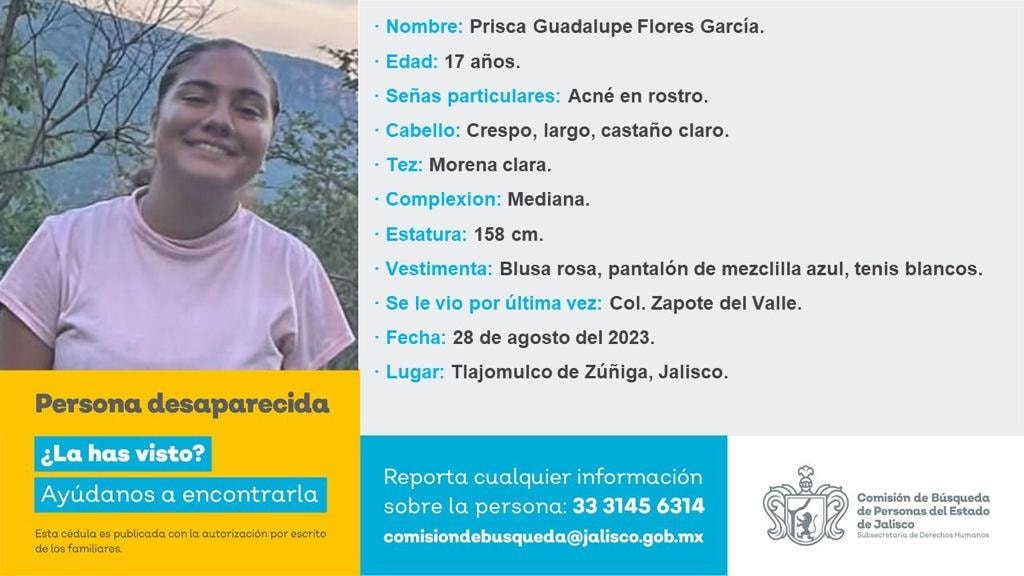 · Nombre: Prisca Guadalupe Flores García.
· Edad: 17 años.
· Señas particulares: Acné en rostro.
· Cabello: Crespo, largo, castaño claro.
· Tez: Morena clara.
· Complexion: Mediana.
· Estatura: 158 cm.
· Vestimenta: Blusa rosa, pantalón de mezclilla azul, tenis blancos.
· Se le vio por última vez: Col. Zapote del Valle.
· Fecha: 28 de agosto del 2023.
· Lugar: Tlajomulco de Zúñiga, Jalisco.
Persona desaparecida
¿La has visto?
Ayúdanos a encontrarla
Esta cédula es publicada con la autorización por escrito
de los familiares.
Reporta cualquier información
sobre la persona: 33 3145 6314
comisiondebusqueda@jalisco.gob.mx
Comisión de Búsqueda
de Personas del Estado
de Jalisco
Subsecretaría de Derechos Humanos